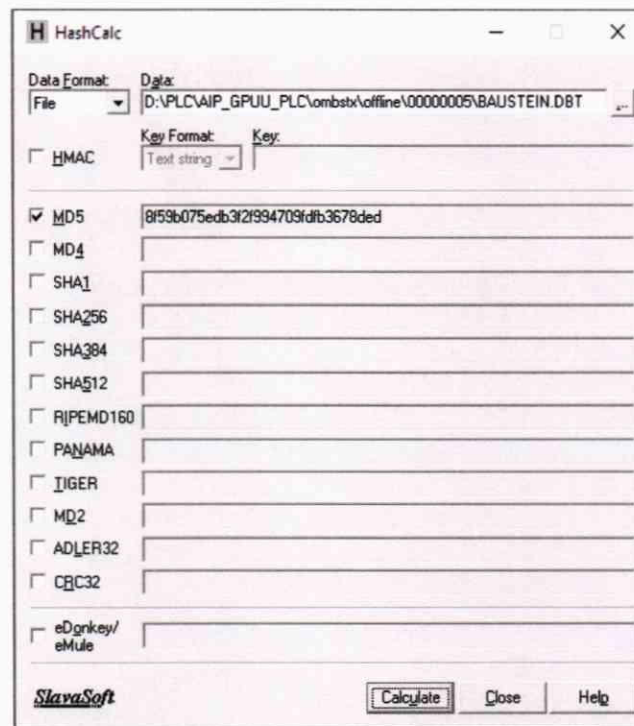 HashCalc
Data Format:
Data:
File
D:\PLC\AIP_GPUU_PLC\ombstx\offline\00000005\BAUSTEIN.DBT
...
Key Format:
Key:
HMAC
Text string
MD5
8f59b075edb3f2f994709fdfb3678ded
MD4
SHA1
SHA256
SHA384
SHA512
RIPEMD160
PANAMA
TIGER
MD2
ADLER32
CRC32
eDonkey/
eMule
SlavaSoft
Calculate
Close
Help